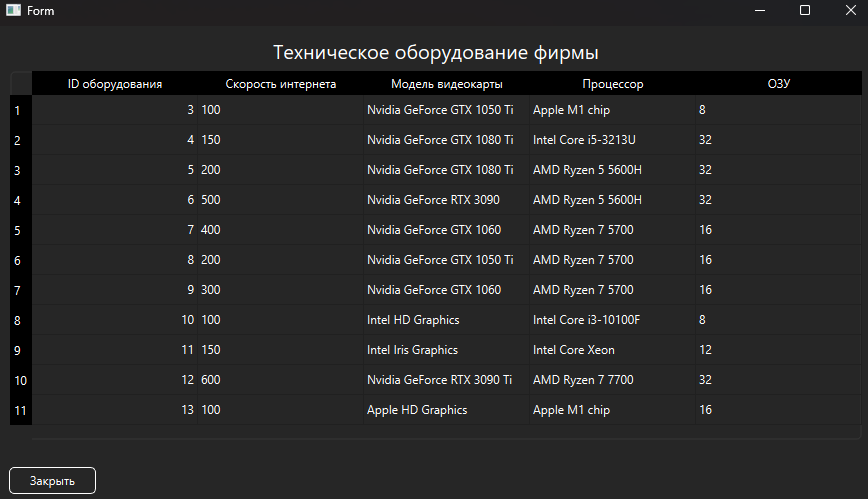 Form
Техническое оборудование фирмы
ID оборудования Скорость интернета Модель видеокарты Процессор ОЗУ
1 3 100 Nvidia GeForce GTX 1050 Ti Apple M1 chip 8
2 4 150 Nvidia GeForce GTX 1080 Ti Intel Core i5-3213U 32
3 5 200 Nvidia GeForce GTX 1080 Ti AMD Ryzen 5 5600H 32
4 6 500 Nvidia GeForce RTX 3090 AMD Ryzen 5 5600H 32
5 7 400 Nvidia GeForce GTX 1060 AMD Ryzen 7 5700 16
6 8 200 Nvidia GeForce GTX 1050 Ti AMD Ryzen 7 5700 16
7 9 300 Nvidia GeForce GTX 1060 AMD Ryzen 7 5700 16
8 10 100 Intel HD Graphics Intel Core i3-10100F 8
9 11 150 Intel Iris Graphics Intel Core Xeon 12
10 12 600 Nvidia GeForce RTX 3090 Ti AMD Ryzen 7 7700 32
11 13 100 Apple HD Graphics Apple M1 chip 16
Закрыть